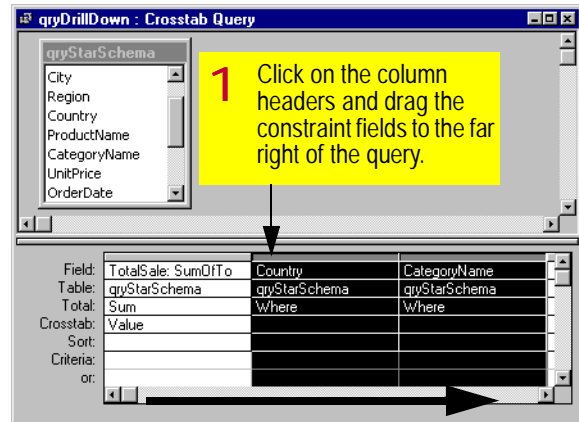 qryDrillDown : Crosstab Query
qryStarSchema
City
Region
Country
ProductName
CategoryName
UnitPrice
OrderDate
1 Click on the column
headers and drag the
constraint fields to the far
right of the query.
Field: TotalSale: SumOfTo Country CategoryName
Table: qryStarSchema qryStarSchema qryStarSchema
Total: Sum Where Where
Crosstab: Value
Sort:
Criteria:
or: